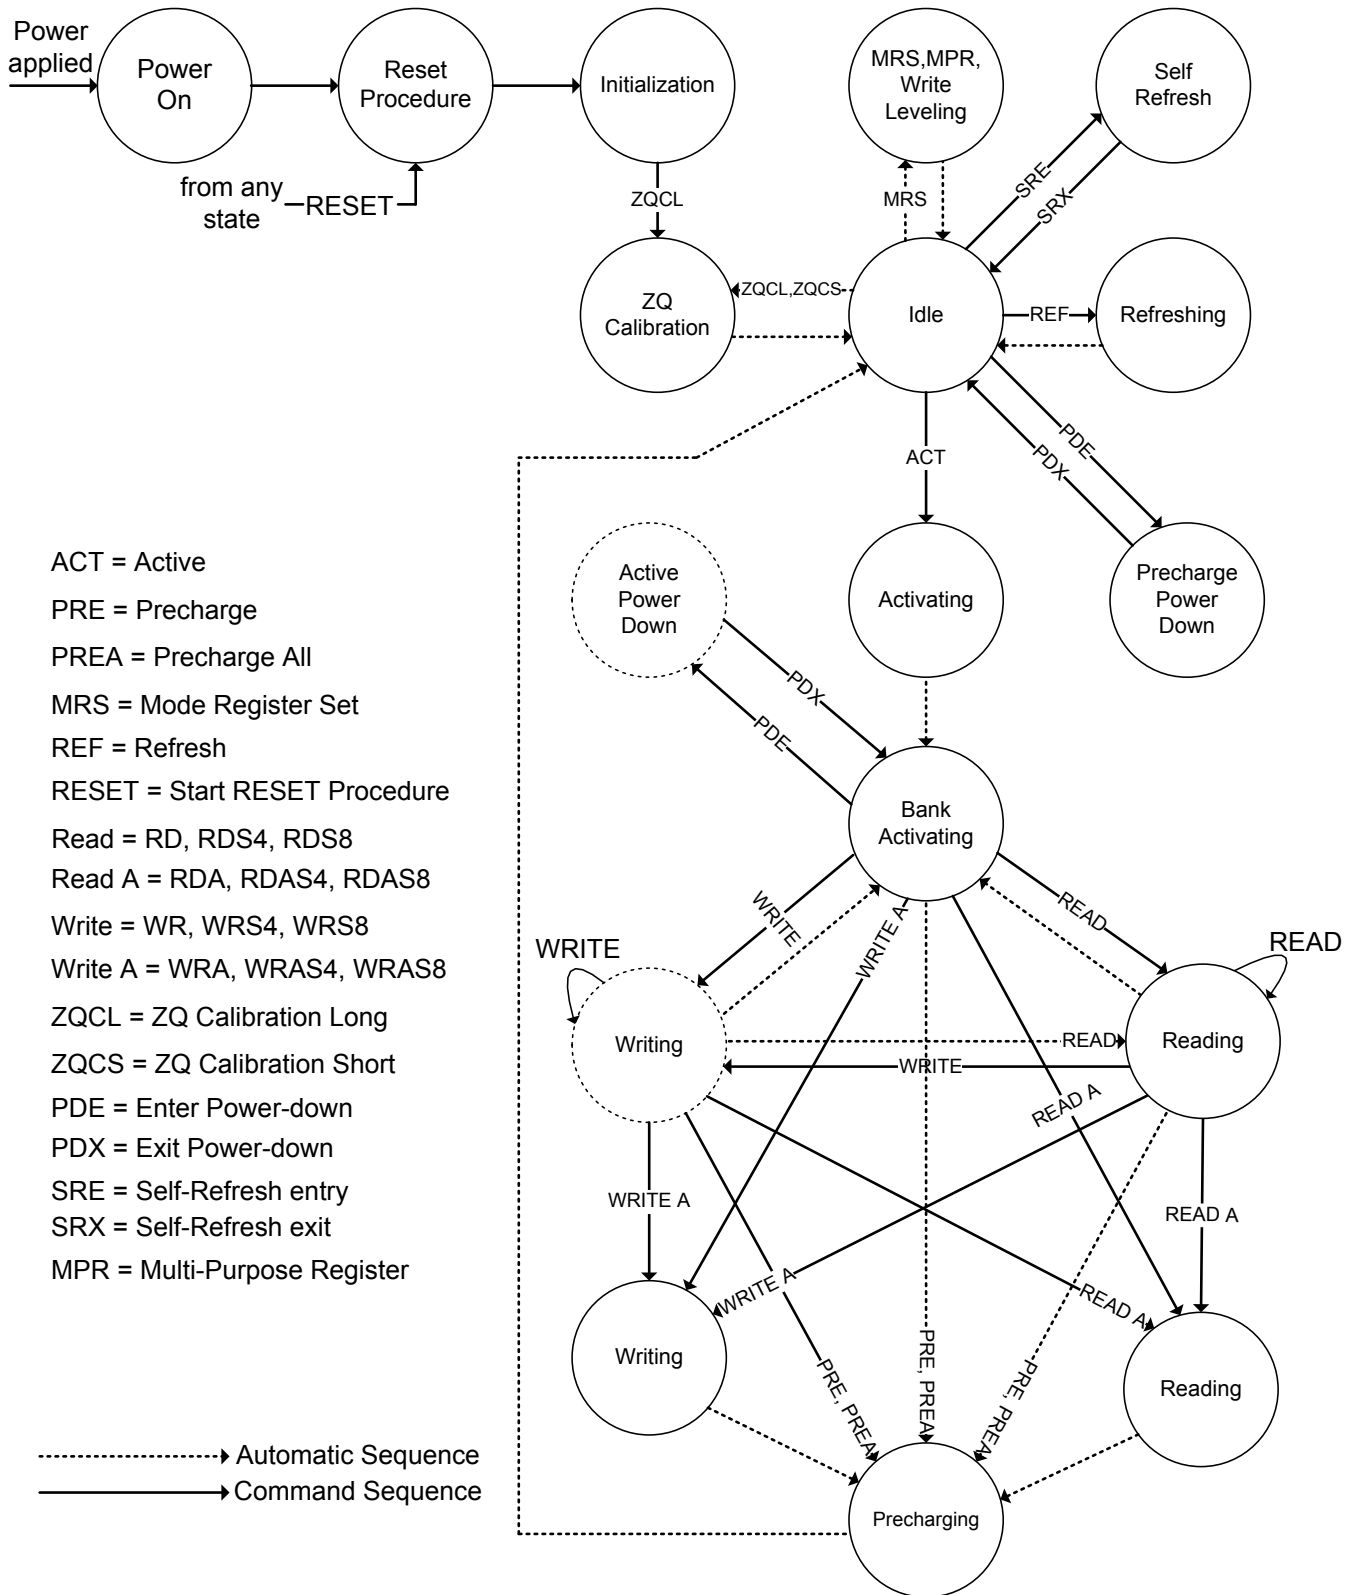 Power
applied
Power
On
Reset
Procedure
Initialization
MRS,MPR,
Write
Leveling
Self
Refresh
from any
state
RESET
ZQCL
MRS
SRE
SRX
ZQ
Calibration
ZQCL,ZQCS
Idle
REF
Refreshing
ACT
PDE
PDX
Active
Power
Down
Activating
Precharge
Power
Down
PDX
PDE
Bank
Activating
WRITE
WRITE A
READ
WRITE
READ
Writing
READ
Reading
WRITE
READ A
WRITE A
READ A
WRITE A
READ A
Writing
PRE, PREA
PRE, PREA
PRE, PREA
Reading
Precharging
ACT = Active
PRE = Precharge
PREA = Precharge All
MRS = Mode Register Set
REF = Refresh
RESET = Start RESET Procedure
Read = RD, RDS4, RDS8
Read A = RDA, RDAS4, RDAS8
Write = WR, WRS4, WRS8
Write A = WRA, WRAS4, WRAS8
ZQCL = ZQ Calibration Long
ZQCS = ZQ Calibration Short
PDE = Enter Power-down
PDX = Exit Power-down
SRE = Self-Refresh entry
SRX = Self-Refresh exit
MPR = Multi-Purpose Register
Automatic Sequence
Command Sequence